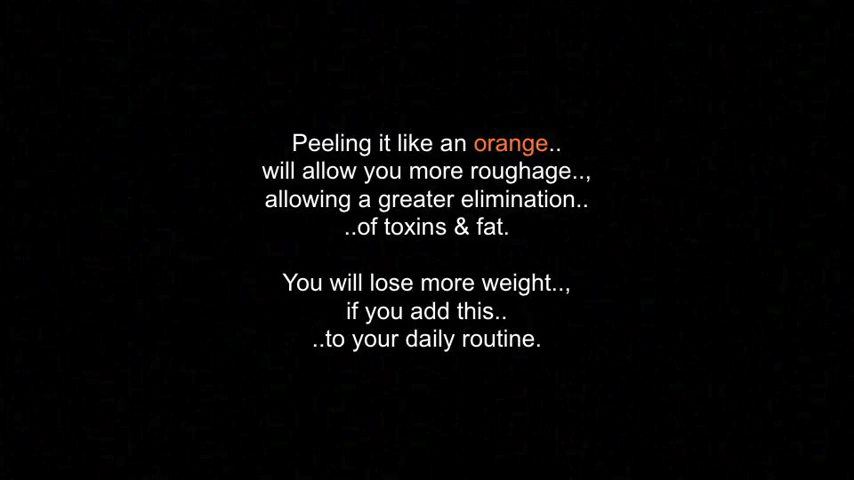 Peeling it like an orange..
will allow you more roughage..,
allowing a greater elimination..
..of toxins & fat.
You will lose more weight..,
if you add this..
..to your daily routine.